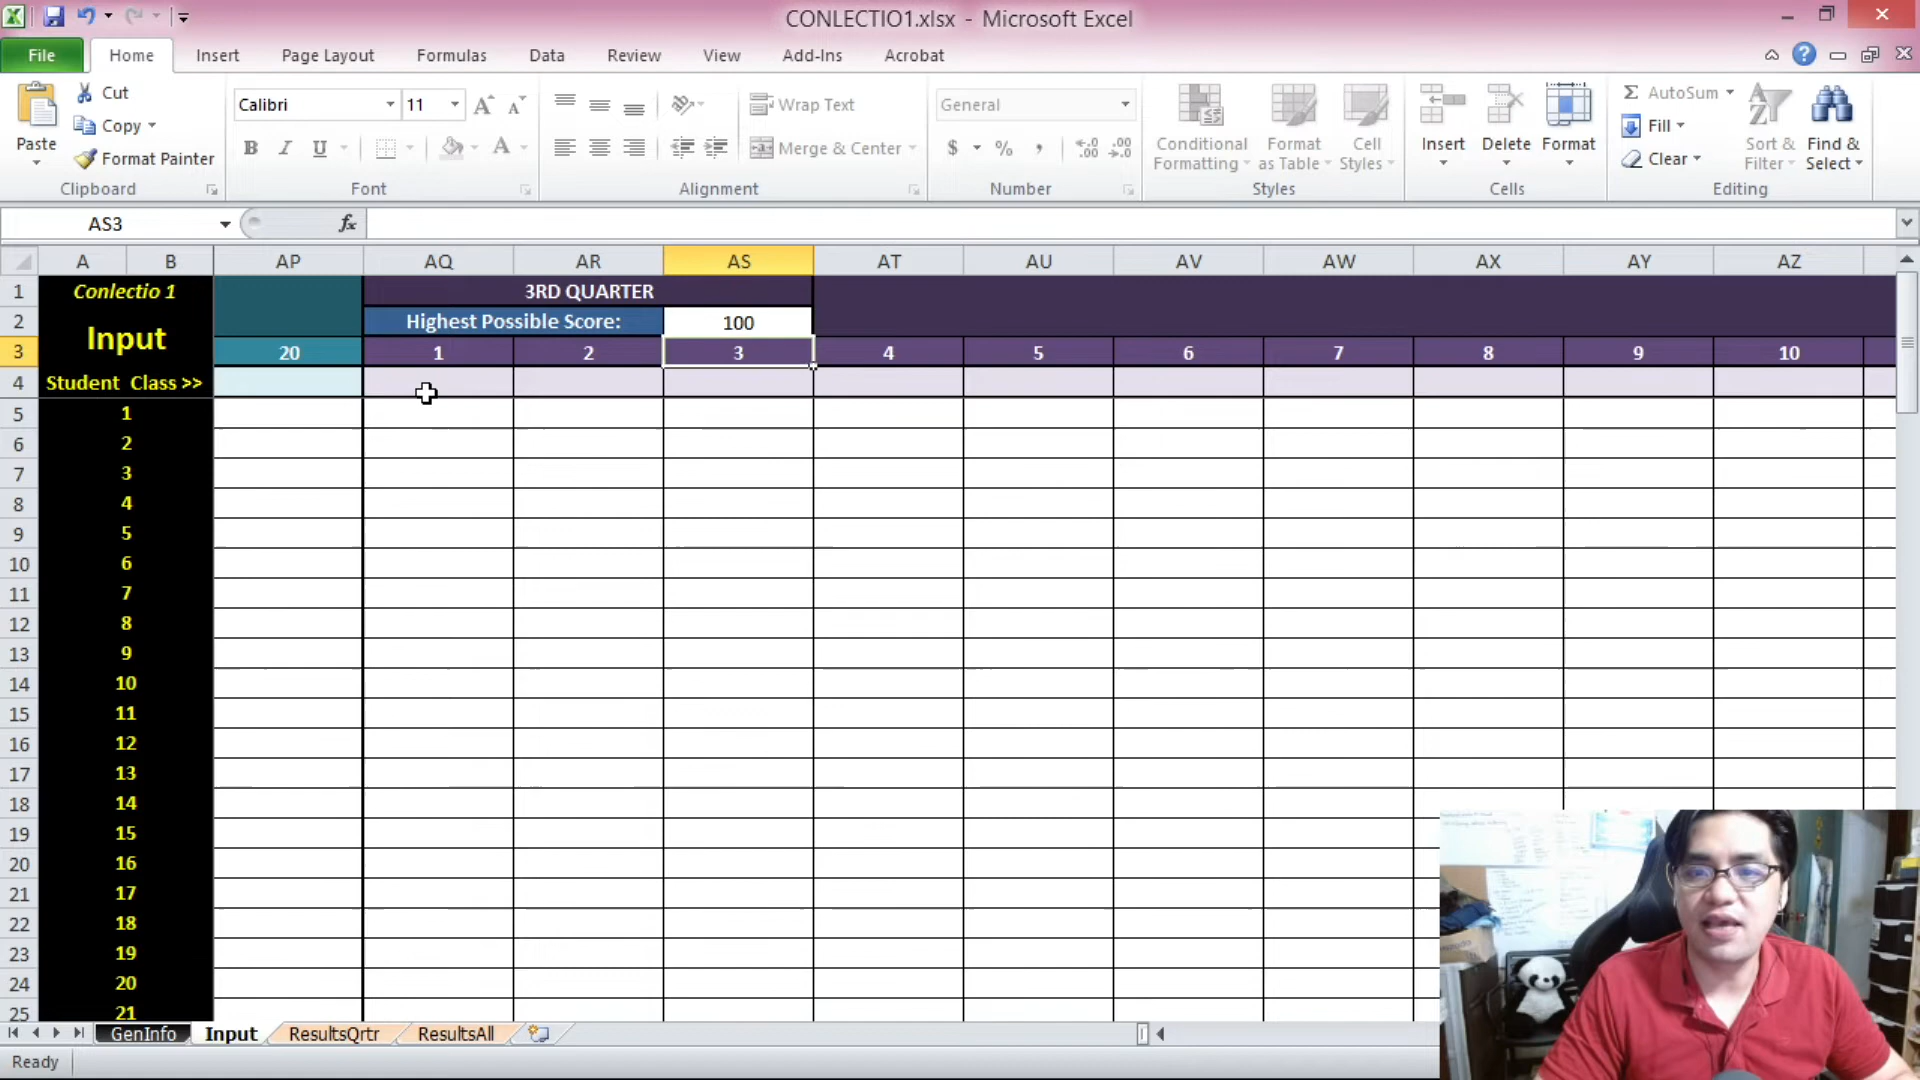 CONLECTIO1.xlsx - Microsoft Excel
File Home Insert Page Layout Formulas Data Review View Add-Ins Acrobat
Paste
Cut
Copy
Format Painter
Clipboard
Calibri 11
B I U A
Font
Wrap Text
Merge & Center
Alignment
General
$ % ,
Number
Conditional Formatting
Format as Table
Cell Styles
Styles
Insert Delete Format
Cells
Σ AutoSum
Fill
Clear
Sort & Filter
Find & Select
Editing
AS3 fx
A B AP AQ AR AS AT AU AV AW AX AY AZ
1 Conlectio 1 3RD QUARTER
2 Input Highest Possible Score: 100
3 20 1 2 3 4 5 6 7 8 9 10
4 Student Class >>
5 1
6 2
7 3
8 4
9 5
10 6
11 7
12 8
13 9
14 10
15 11
16 12
17 13
18 14
19 15
20 16
21 17
22 18
23 19
24 20
25 21
GenInfo Input ResultsQrtr ResultsAll
Ready